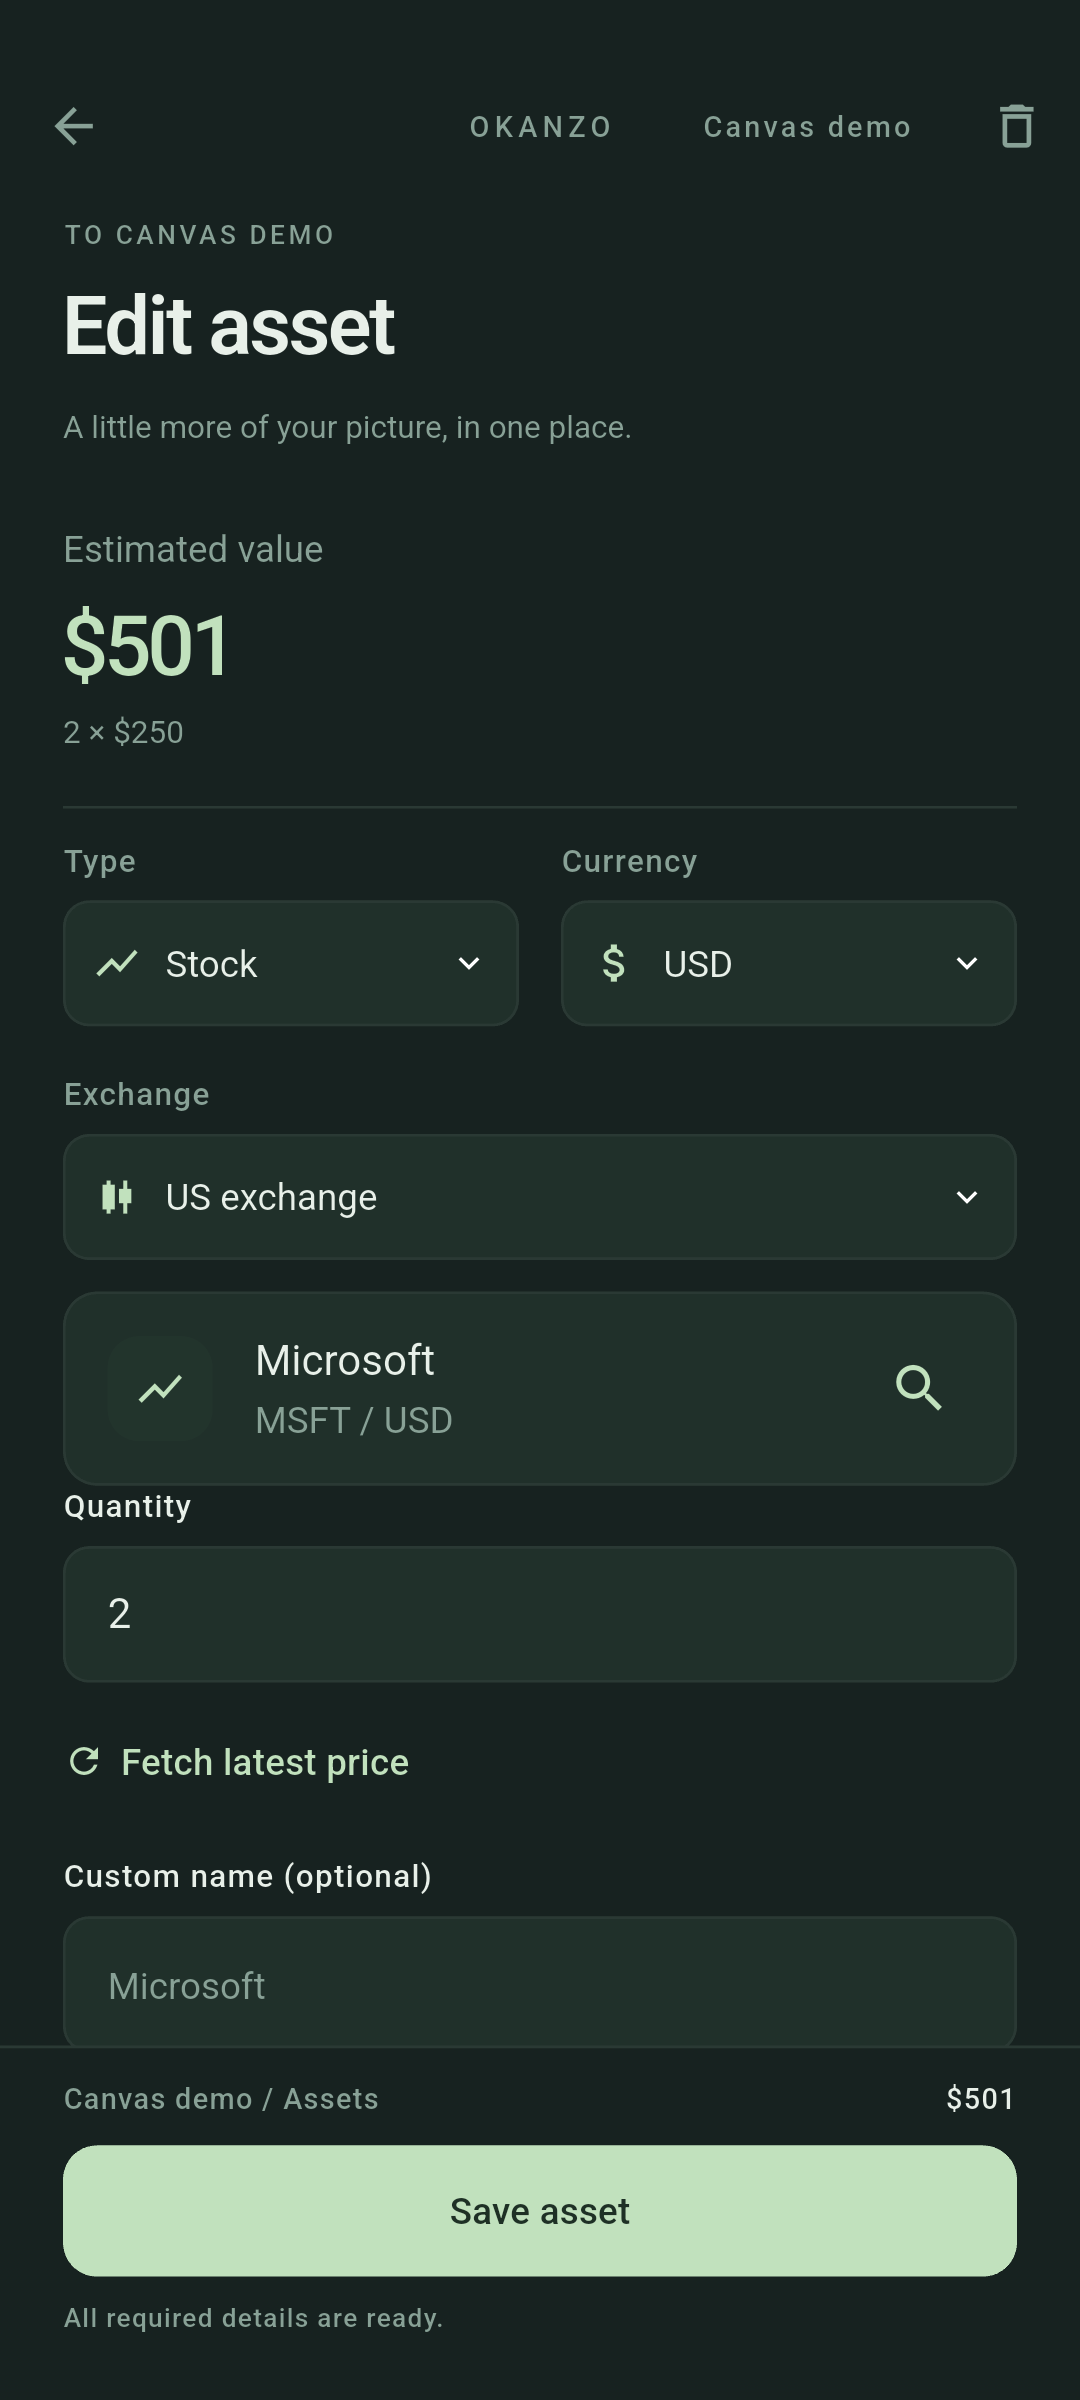 OKANZO Canvas demo
TO CANVAS DEMO
Edit asset
A little more of your picture, in one place.
Estimated value
$501
2 × $250
Type Currency
Stock USD
Exchange
US exchange
Microsoft
MSFT / USD
Quantity
2
Fetch latest price
Custom name (optional)
Microsoft
Canvas demo / Assets $501
Save asset
All required details are ready.